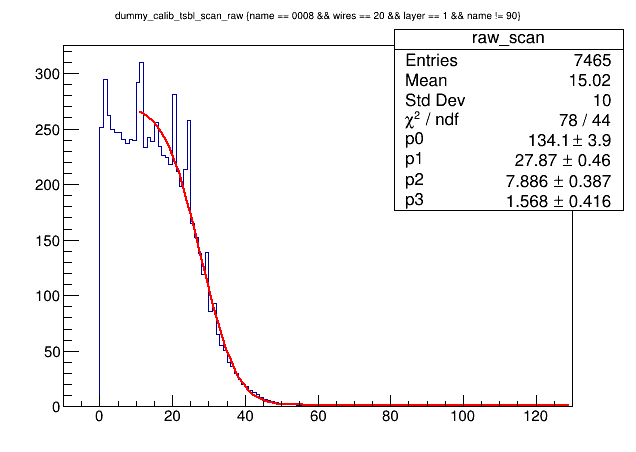 dummy_calib_tsbl_scan_raw {name == 0008 && wires == 20 && layer == 1 && name != 90}
raw_scan
Entries 7465
Mean 15.02
Std Dev 10
χ² / ndf 78 / 44
p0 134.1 ± 3.9
p1 27.87 ± 0.46
p2 7.886 ± 0.387
p3 1.568 ± 0.416
300
250
200
150
100
50
0
0 20 40 60 80 100 120